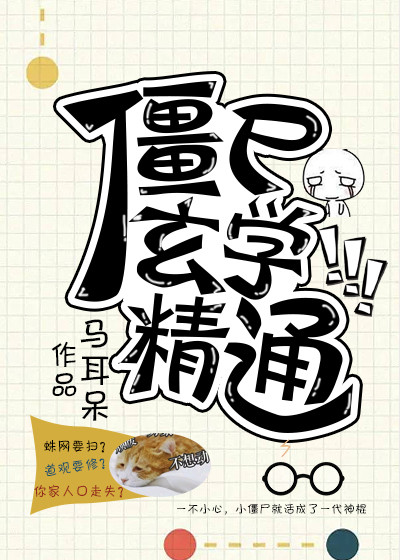 僵尸
玄学
精通!!!
马耳呆
作品
蛛网要扫?
道观要修?
你家人口走失?
不想动
一不小心，小僵尸就活成了一代神棍